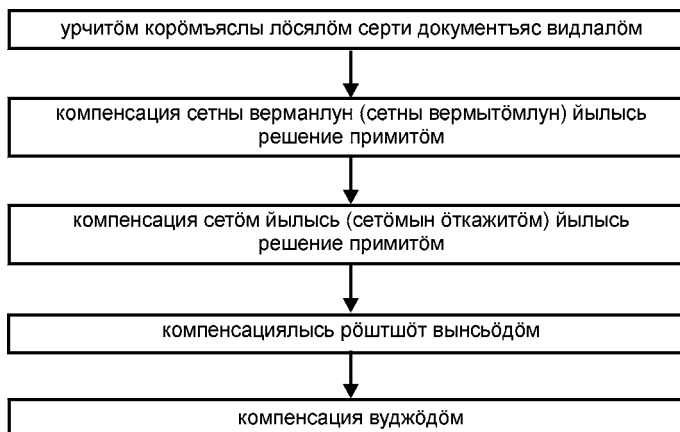 урчитӧм корӧмъяслы лӧсялӧм серти документъяс видлалӧм
компенсация сетны верманлун (сетны вермытӧмлун) йылысь
решение примитӧм
компенсация сетӧм йылысь (сетӧмын ӧткажитӧм) йылысь
решение примитӧм
компенсациялысь рӧштшӧт вынсьӧдӧм
компенсация вуджӧдӧм